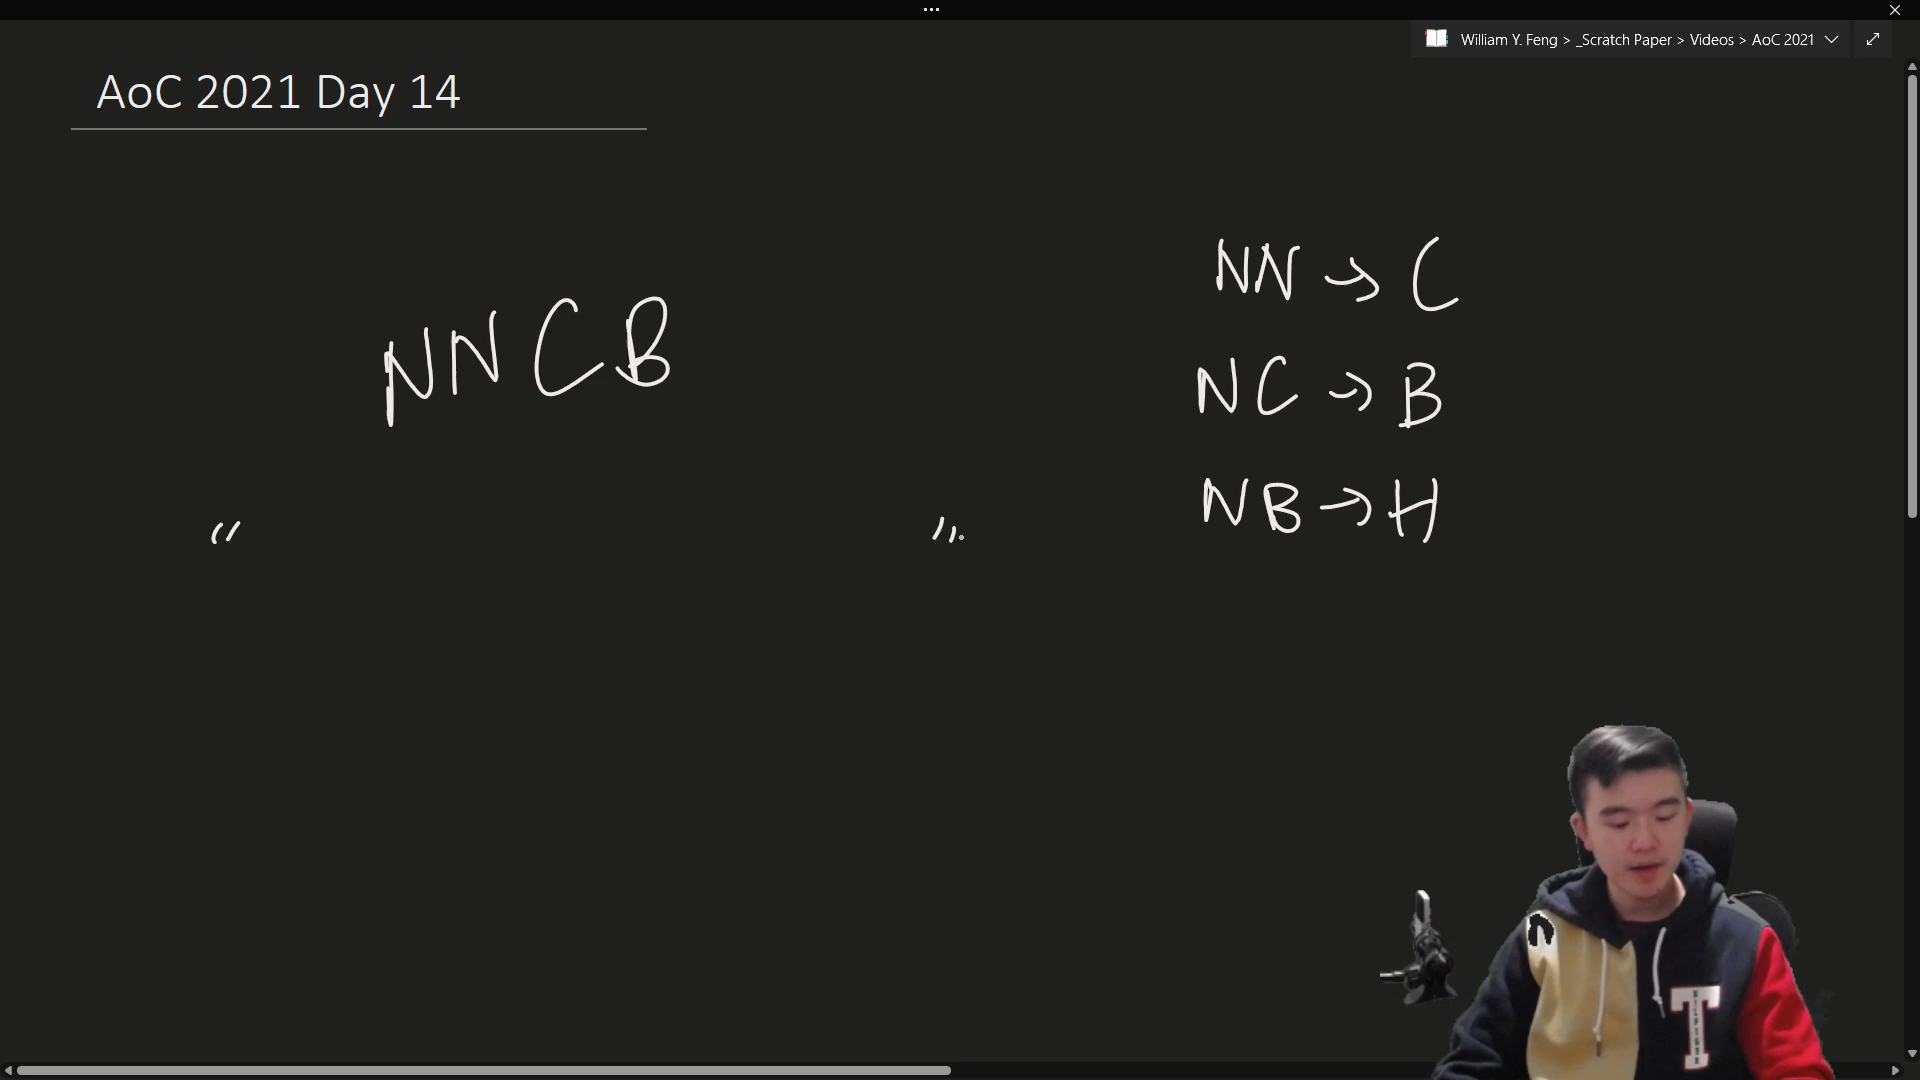 William Y. Feng > _Scratch Paper > Videos > AoC 2021
AoC 2021 Day 14
NN → C
NNCB
NC → B
NB → H
" "
T